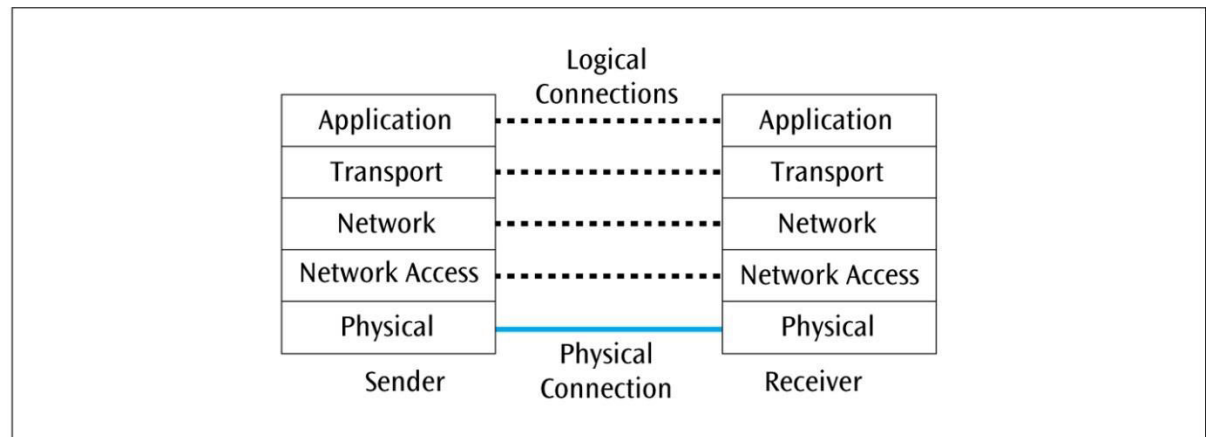 Logical
Connections
Application
Application
Transport
Transport
Network
Network
Network Access
Network Access
Physical
Physical
Physical
Connection
Sender
Receiver